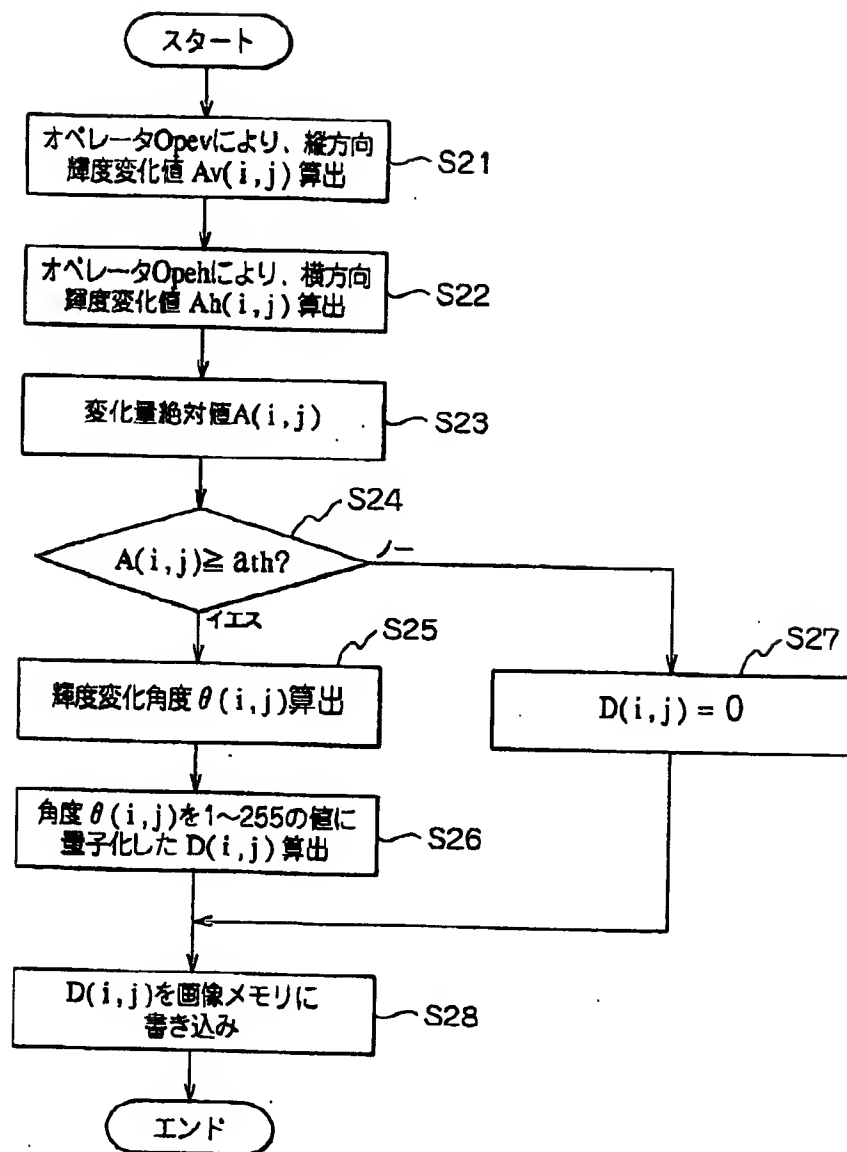 スタート
オペレータOpevにより、縦方向
輝度変化値 Av(i,j) 算出
S21
オペレータOpehにより、横方向
輝度変化値 Ah(i,j) 算出
S22
変化量絶対値A(i,j)
S23
S24
A(i,j)≧ ath?
ノー
イエス
S25
輝度変化角度 θ(i,j)算出
S27
D(i,j) = 0
角度 θ(i,j)を1〜255の値に
量子化した D(i,j) 算出
S26
D(i,j)を画像メモリに
書き込み
S28
エンド